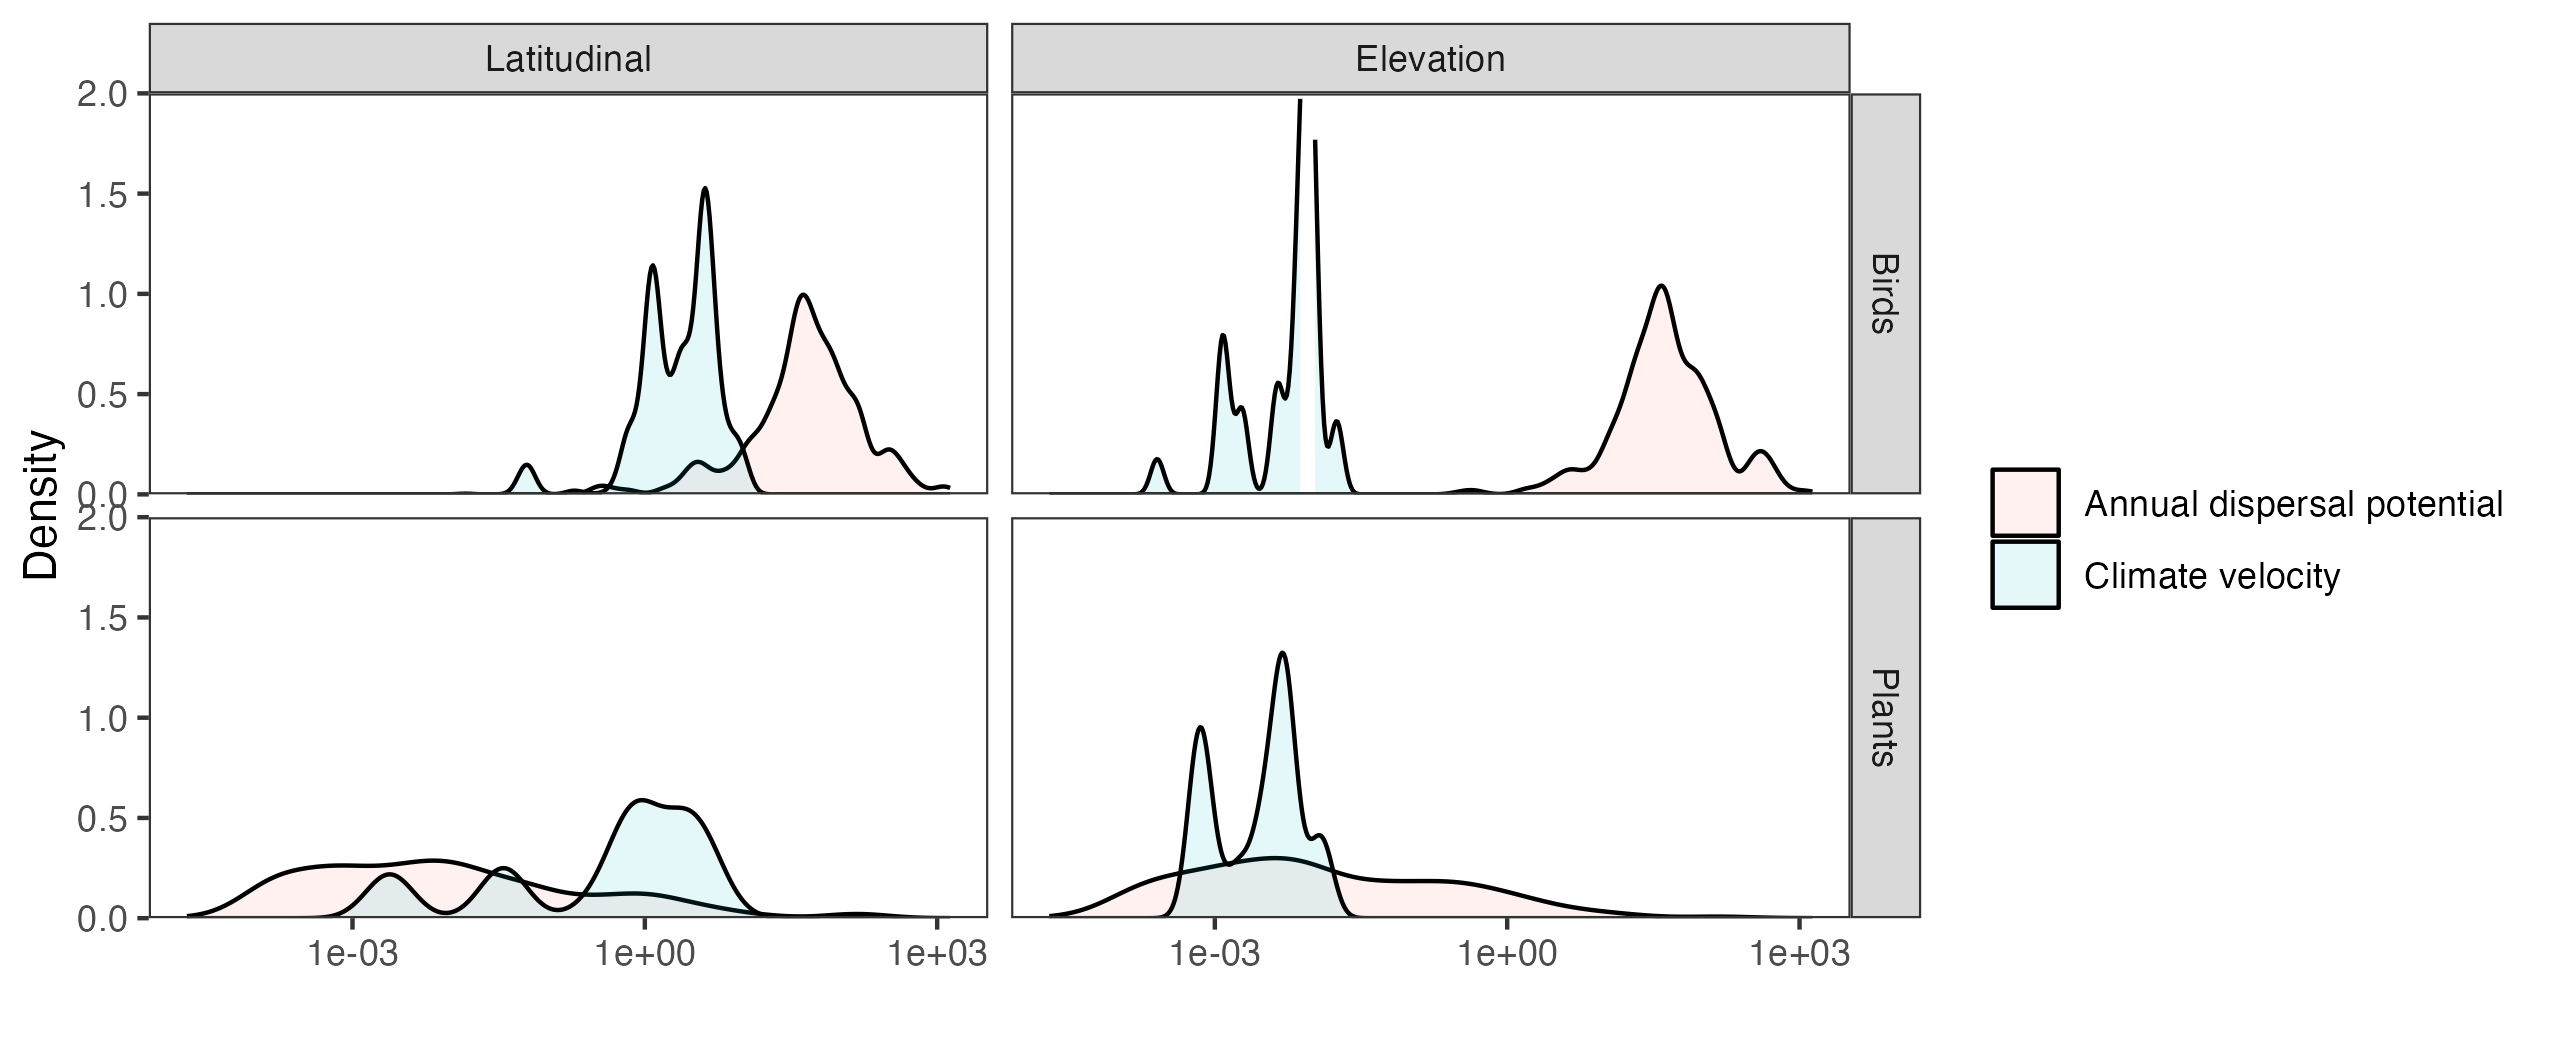 Latitudinal
Elevation
2.0
1.5
1.0
0.5
0.0
Birds
Density
2.0
1.5
1.0
0.5
0.0
Plants
1e-03
1e+00
1e+03
1e-03
1e+00
1e+03
Annual dispersal potential
Climate velocity